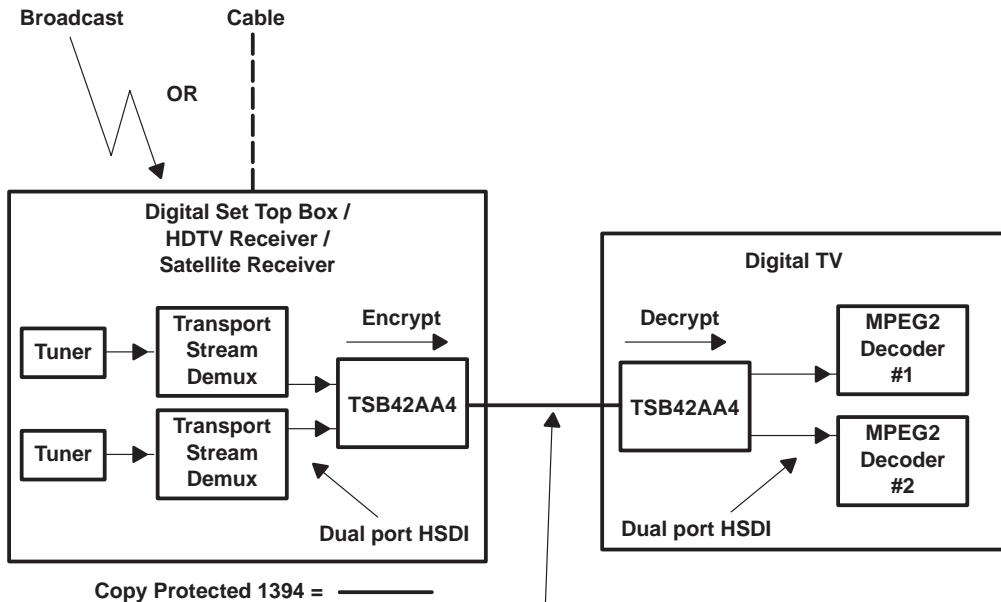 Broadcast
Cable
OR
Digital Set Top Box /
HDTV Receiver /
Satellite Receiver
Tuner
Transport
Stream
Demux
Encrypt
TSB42AA4
Tuner
Transport
Stream
Demux
Dual port HSDI
Digital TV
Decrypt
TSB42AA4
MPEG2
Decoder
#1
MPEG2
Decoder
#2
Dual port HSDI
Copy Protected 1394 =